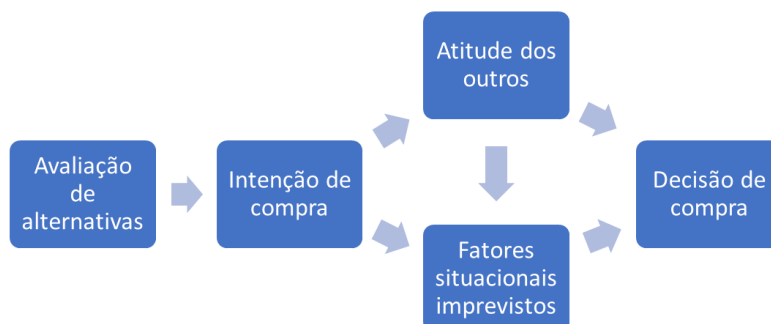 Avaliação
de
alternativas
Intenção de
compra
Atitude dos
outros
Fatores
situacionais
imprevistos
Decisão de
compra